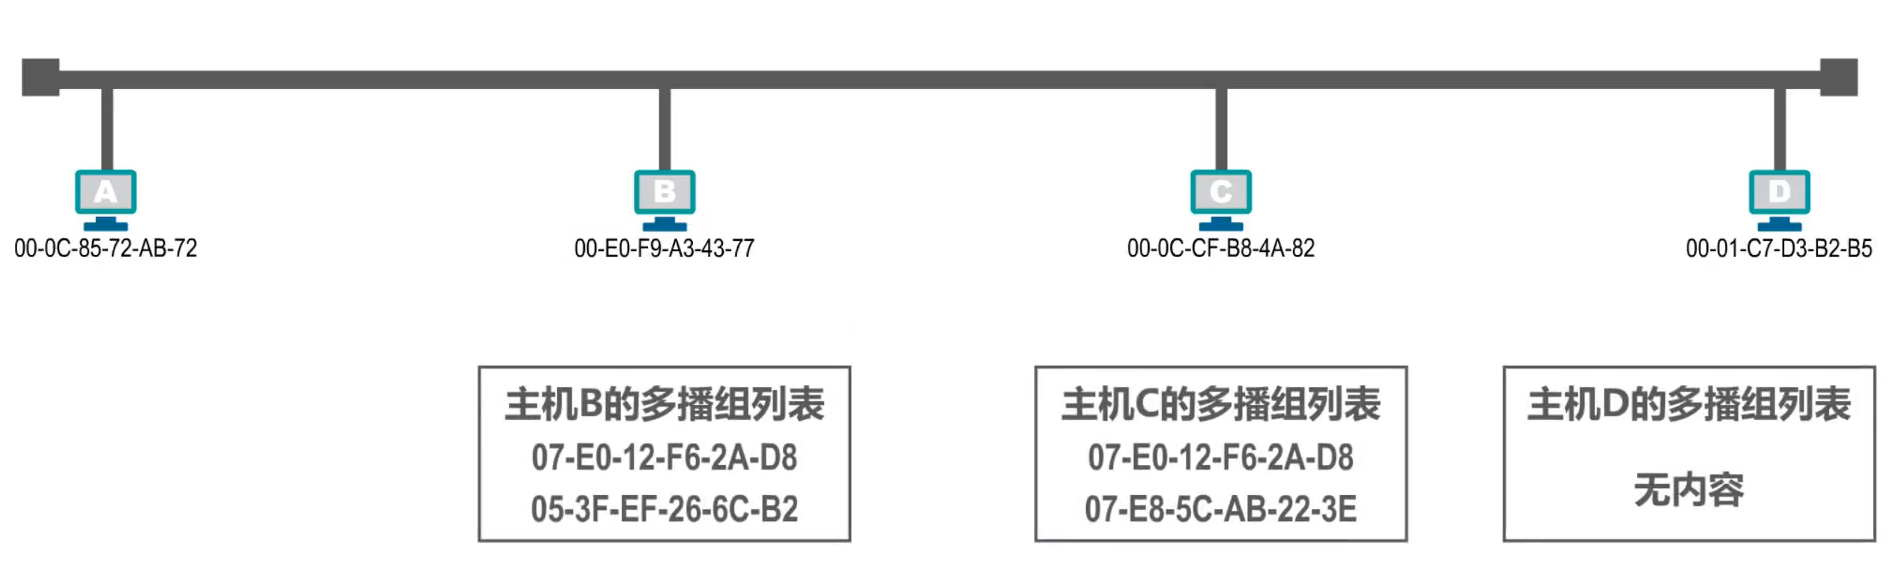 A
B
C
D
00-0C-85-72-AB-72
00-E0-F9-A3-43-77
00-0C-CF-B8-4A-82
00-01-C7-D3-B2-B5
主机B的多播组列表
07-E0-12-F6-2A-D8
05-3F-EF-26-6C-B2
主机C的多播组列表
07-E0-12-F6-2A-D8
07-E8-5C-AB-22-3E
主机D的多播组列表
无内容